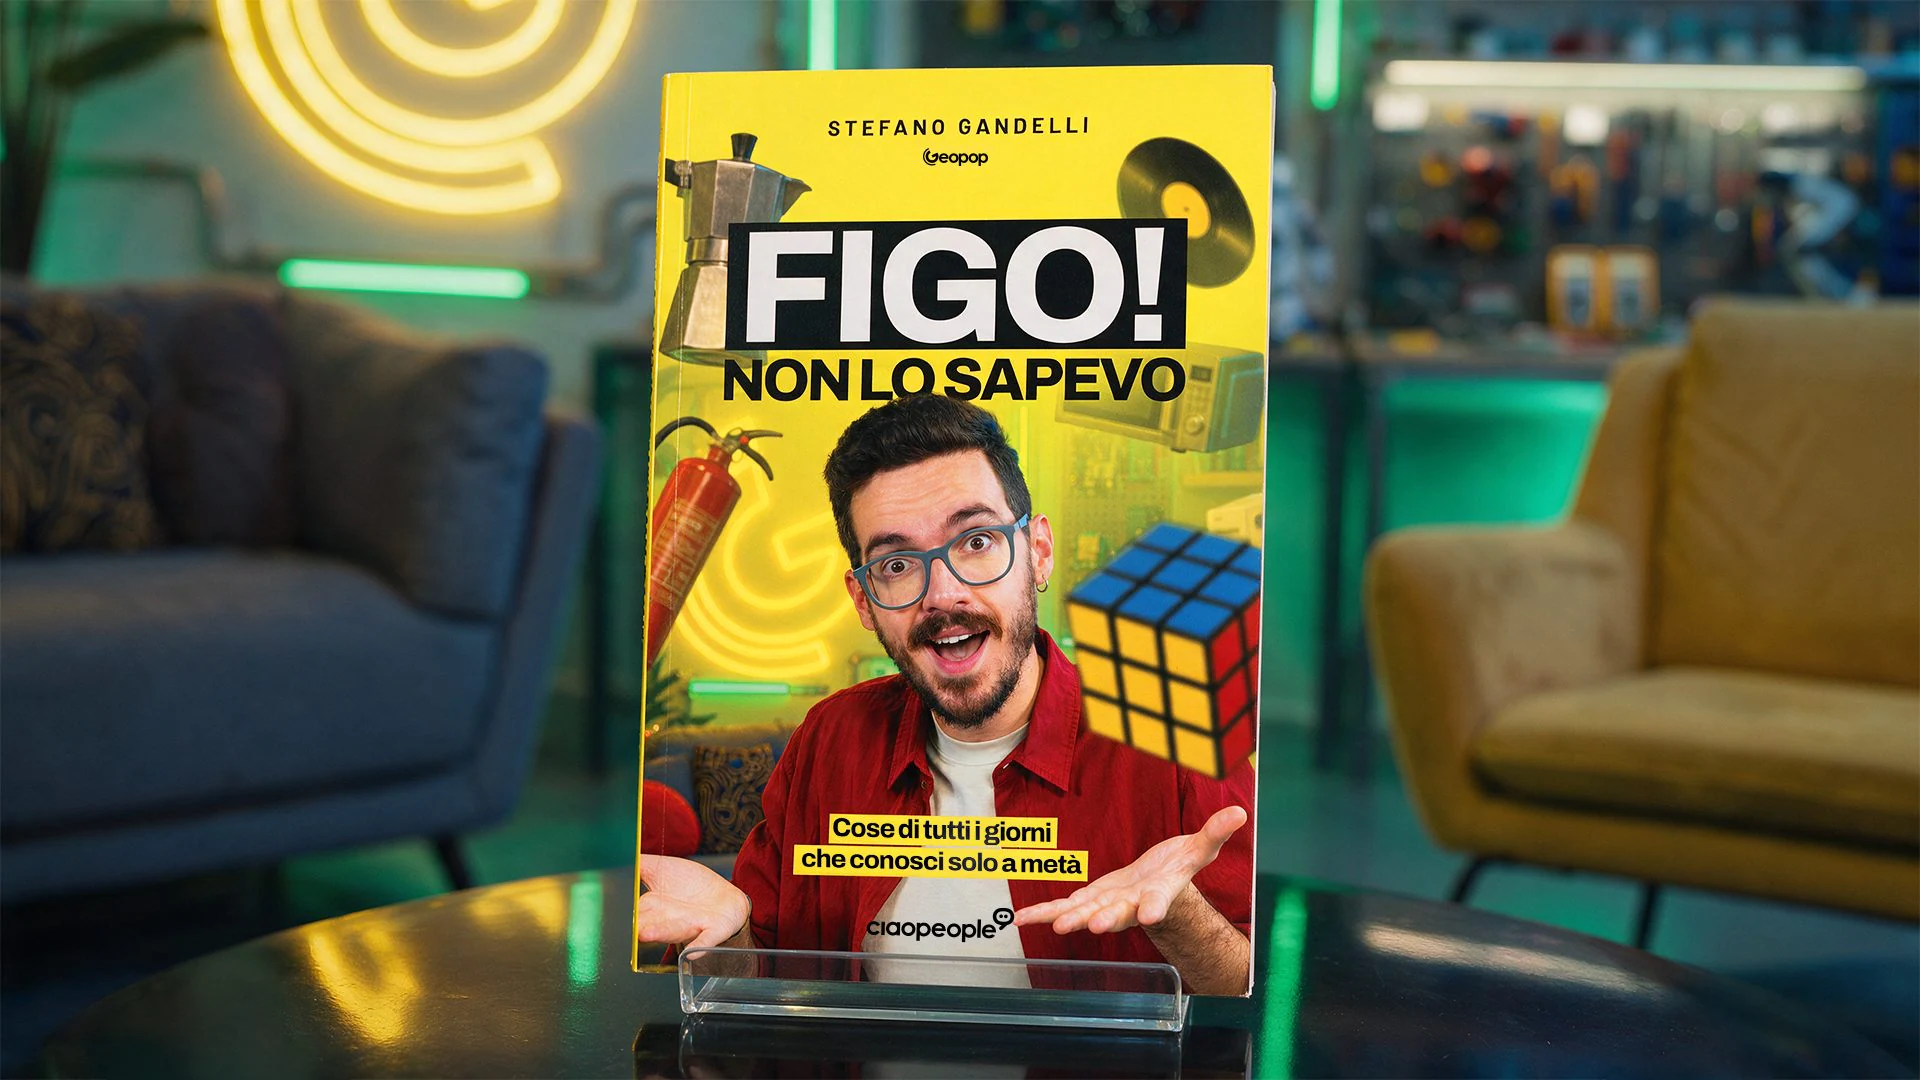 STEFANO GANDELLI
Geopop
FIGO!
NON LO SAPEVO
Cose di tutti i giorni
che conosci solo a metà
ciaopeople